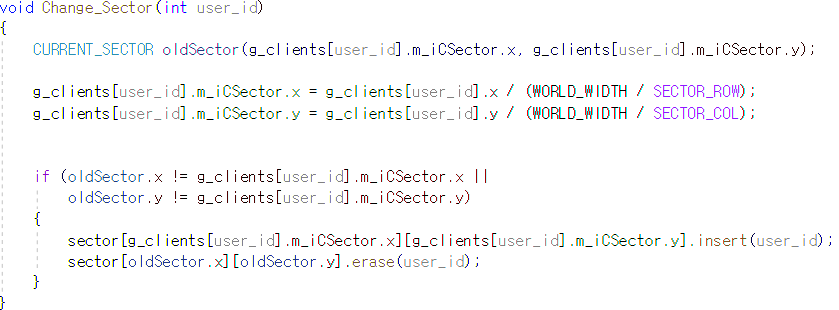 void Change_Sector(int user_id)
{
CURRENT_SECTOR oldSector(g_clients[user_id].m_iCSector.x, g_clients[user_id].m_iCSector.y);
g_clients[user_id].m_iCSector.x = g_clients[user_id].x / (WORLD_WIDTH / SECTOR_ROW);
g_clients[user_id].m_iCSector.y = g_clients[user_id].y / (WORLD_WIDTH / SECTOR_COL);
if (oldSector.x != g_clients[user_id].m_iCSector.x ||
oldSector.y != g_clients[user_id].m_iCSector.y)
{
sector[g_clients[user_id].m_iCSector.x][g_clients[user_id].m_iCSector.y].insert(user_id);
sector[oldSector.x][oldSector.y].erase(user_id);
}
}